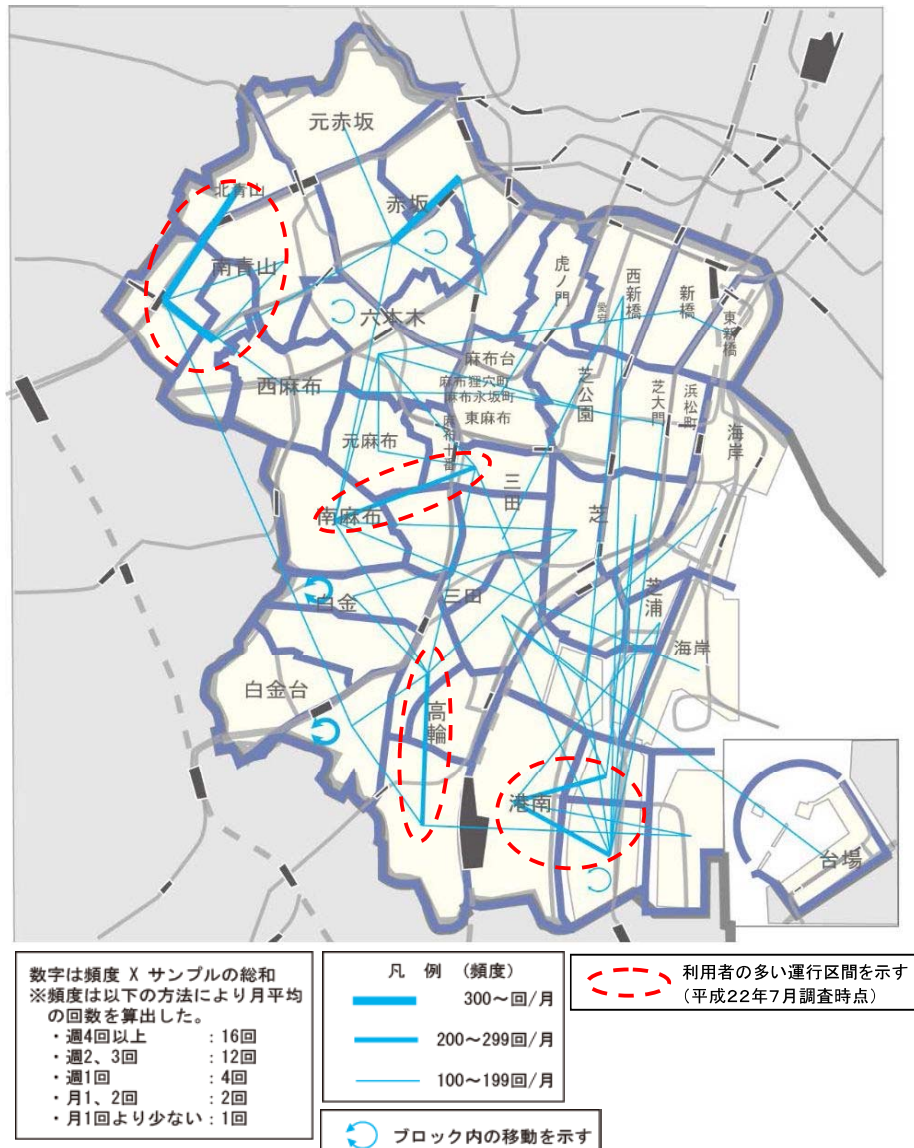 元赤坂
北青山
赤坂
南青山
虎ノ門
西新橋
愛宕
新橋
東新橋
六本木
麻布台
麻布狸穴町
麻布永坂町
東麻布
西麻布
芝公園
芝大門
浜松町
海岸
元麻布
麻布十番
三田
南麻布
芝
白金
三田
芝浦
海岸
白金台
高輪
港南
台場
数字は頻度 X サンプルの総和
※頻度は以下の方法により月平均
の回数を算出した。
・週4回以上 : 16回
・週2、3回 : 12回
・週1回 : 4回
・月1、2回 : 2回
・月1回より少ない : 1回
凡 例 (頻度)
300～回/月
200～299回/月
100～199回/月
ブロック内の移動を示す
利用者の多い運行区間を示す
(平成22年7月調査時点)